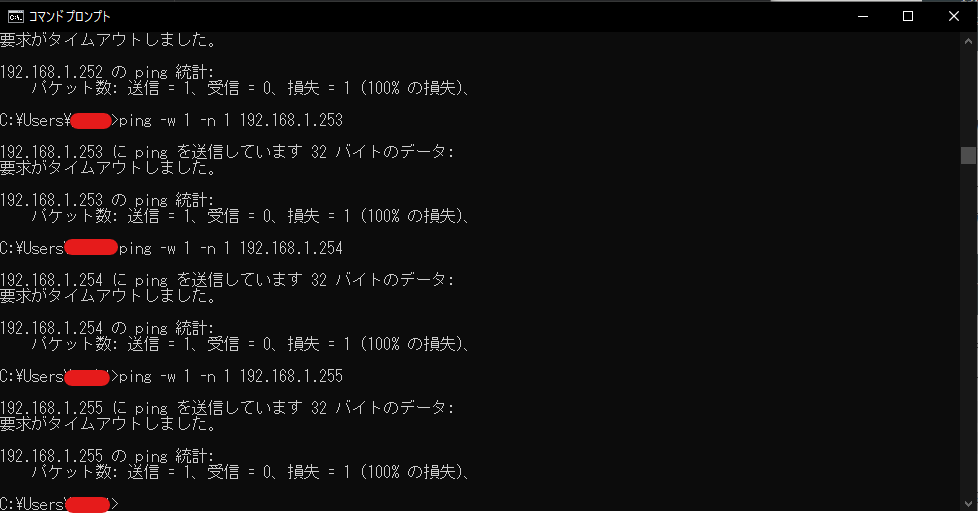 コマンドプロンプト
要求がタイムアウトしました。
192.168.1.252 の ping 統計:
パケット数: 送信 = 1、受信 = 0、損失 = 1 (100% の損失)、
C:¥Users¥>ping -w 1 -n 1 192.168.1.253
192.168.1.253 に ping を送信しています 32 バイトのデータ:
要求がタイムアウトしました。
192.168.1.253 の ping 統計:
パケット数: 送信 = 1、受信 = 0、損失 = 1 (100% の損失)、
C:¥Users¥ping -w 1 -n 1 192.168.1.254
192.168.1.254 に ping を送信しています 32 バイトのデータ:
要求がタイムアウトしました。
192.168.1.254 の ping 統計:
パケット数: 送信 = 1、受信 = 0、損失 = 1 (100% の損失)、
C:¥Users¥>ping -w 1 -n 1 192.168.1.255
192.168.1.255 に ping を送信しています 32 バイトのデータ:
要求がタイムアウトしました。
192.168.1.255 の ping 統計:
パケット数: 送信 = 1、受信 = 0、損失 = 1 (100% の損失)、
C:¥Users¥>